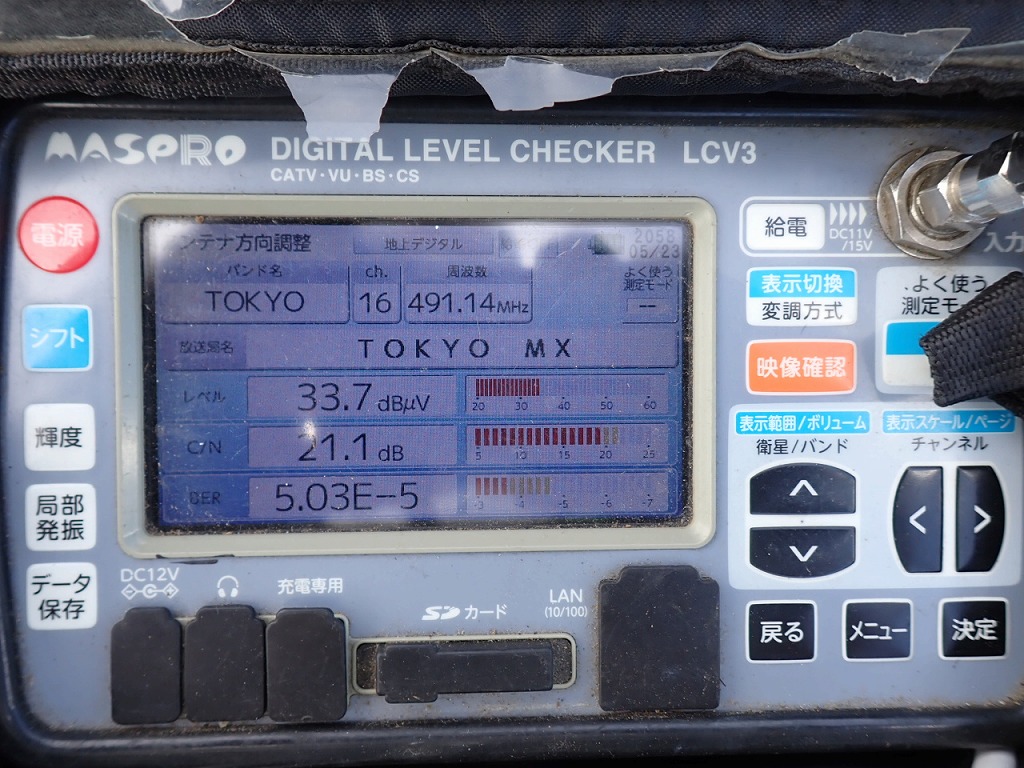 MASPRO DIGITAL LEVEL CHECKER LCV3
CATV・VU・BS・CS
電源
シフト
輝度
局部
発振
データ
保存
ンテナ方向調整 地上デジタル
2058
05/23
バンド名 ch. 周波数 よく使う
測定モード
TOKYO 16 491.14MHz --
放送局名 TOKYO MX
レベル 33.7 dBμV
20 30 40 50 60
C/N 21.1 dB
5 10 15 20 25
BER 5.03E-5
-3 -4 -5 -6 -7
給電 DC11V
/15V
入力
表示切換
変調方式
よく使う
測定モー
映像確認
表示範囲/ボリューム
衛星/バンド
表示スケール/ページ
チャンネル
戻る
メニュー
決定
DC12V
充電専用
SD カード
LAN
(10/100)